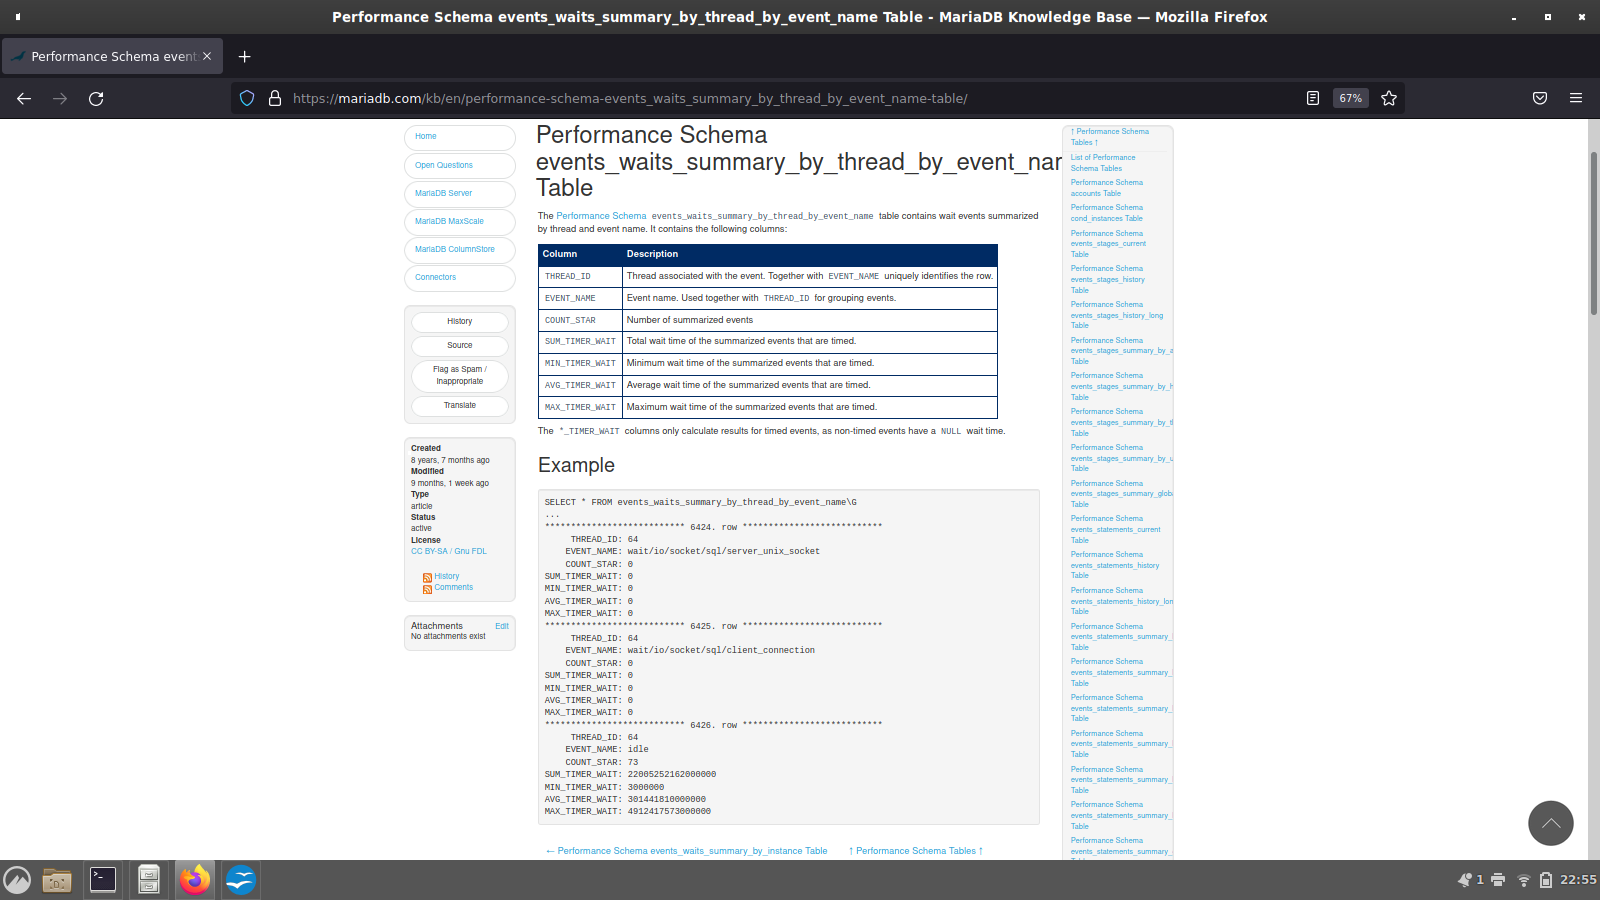 Performance Schema events_waits_summary_by_thread_by_event_name Table - MariaDB Knowledge Base — Mozilla Firefox
Performance Schema event
https://mariadb.com/kb/en/performance-schema-events_waits_summary_by_thread_by_event_name-table/
67%
Home
Open Questions
MariaDB Server
MariaDB MaxScale
MariaDB ColumnStore
Connectors
History
Source
Flag as Spam /
Inappropriate
Translate
Created
8 years, 7 months ago
Modified
9 months, 1 week ago
Type
article
Status
active
License
CC BY-SA / Gnu FDL
History
Comments
Attachments Edit
No attachments exist
Performance Schema
events_waits_summary_by_thread_by_event_nar
Table
The Performance Schema events_waits_summary_by_thread_by_event_name table contains wait events summarized
by thread and event name. It contains the following columns:
Column Description
THREAD_ID Thread associated with the event. Together with EVENT_NAME uniquely identifies the row.
EVENT_NAME Event name. Used together with THREAD_ID for grouping events.
COUNT_STAR Number of summarized events
SUM_TIMER_WAIT Total wait time of the summarized events that are timed.
MIN_TIMER_WAIT Minimum wait time of the summarized events that are timed.
AVG_TIMER_WAIT Average wait time of the summarized events that are timed.
MAX_TIMER_WAIT Maximum wait time of the summarized events that are timed.
The *_TIMER_WAIT columns only calculate results for timed events, as non-timed events have a NULL wait time.
Example
SELECT * FROM events_waits_summary_by_thread_by_event_name\G
...
*************************** 6424. row ***************************
THREAD_ID: 64
EVENT_NAME: wait/io/socket/sql/server_unix_socket
COUNT_STAR: 0
SUM_TIMER_WAIT: 0
MIN_TIMER_WAIT: 0
AVG_TIMER_WAIT: 0
MAX_TIMER_WAIT: 0
*************************** 6425. row ***************************
THREAD_ID: 64
EVENT_NAME: wait/io/socket/sql/client_connection
COUNT_STAR: 0
SUM_TIMER_WAIT: 0
MIN_TIMER_WAIT: 0
AVG_TIMER_WAIT: 0
MAX_TIMER_WAIT: 0
*************************** 6426. row ***************************
THREAD_ID: 64
EVENT_NAME: idle
COUNT_STAR: 73
SUM_TIMER_WAIT: 22005252162000000
MIN_TIMER_WAIT: 3000000
AVG_TIMER_WAIT: 301441810000000
MAX_TIMER_WAIT: 4912417573000000
← Performance Schema events_waits_summary_by_instance Table ↑ Performance Schema Tables ↑
↑ Performance Schema
Tables ↑
List of Performance
Schema Tables
Performance Schema
accounts Table
Performance Schema
cond_instances Table
Performance Schema
events_stages_current
Table
Performance Schema
events_stages_history
Table
Performance Schema
events_stages_history_long
Table
Performance Schema
events_stages_summary_by_a
Table
Performance Schema
events_stages_summary_by_h
Table
Performance Schema
events_stages_summary_by_t
Table
Performance Schema
events_stages_summary_by_u
Table
Performance Schema
events_stages_summary_glob
Table
Performance Schema
events_statements_current
Table
Performance Schema
events_statements_history
Table
Performance Schema
events_statements_history_lon
Table
Performance Schema
events_statements_summary_
Table
Performance Schema
events_statements_summary_
Table
Performance Schema
events_statements_summary_
Table
Performance Schema
events_statements_summary_
Table
Performance Schema
events_statements_summary_
Table
Performance Schema
events_statements_summary_
Table
Performance Schema
events_statements_summary_
1
22:55